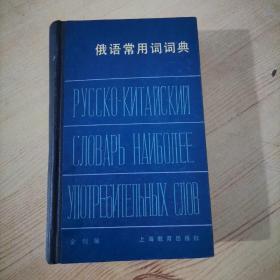 俄语常用词词典
РУССКО-КИТАЙСКИЙ
СЛОВАРЬ НАИБОЛЕЕ
УПОТРЕБИТЕЛЬНЫХ СЛОВ
编 上海教育出版社